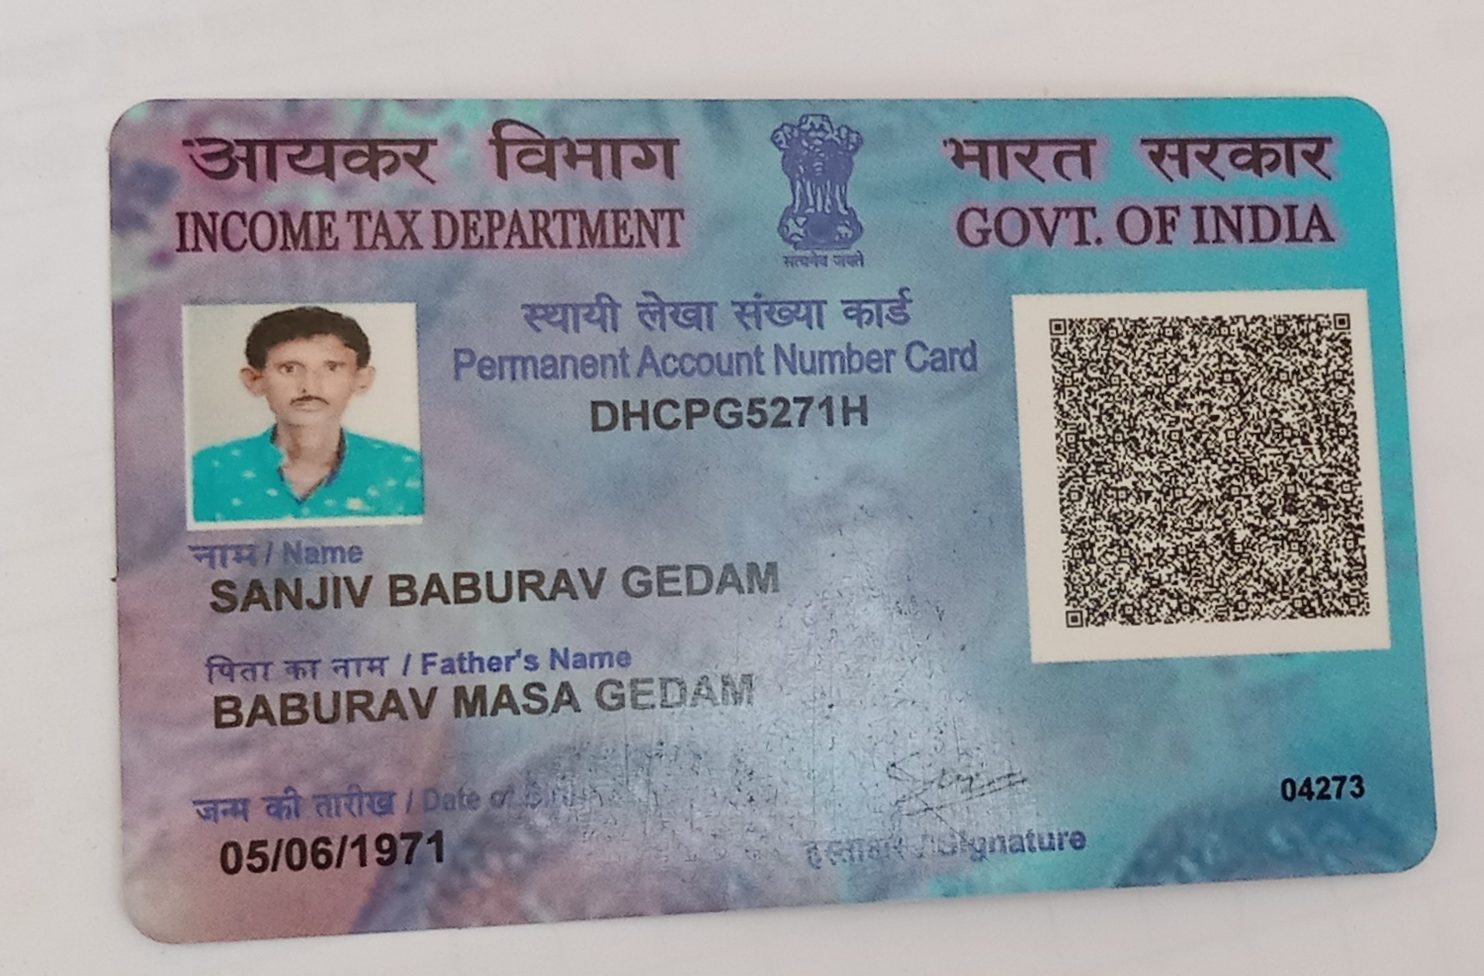 आयकर विभाग
INCOME TAX DEPARTMENT
सत्यमेव जयते
भारत सरकार
GOVT. OF INDIA
स्थायी लेखा संख्या कार्ड
Permanent Account Number Card
DHCPG5271H
नाम / Name
SANJIV BABURAV GEDAM
पिता का नाम / Father's Name
BABURAV MASA GEDAM
जन्म की तारीख / Date of Birth
05/06/1971
हस्ताक्षर / Signature
04273